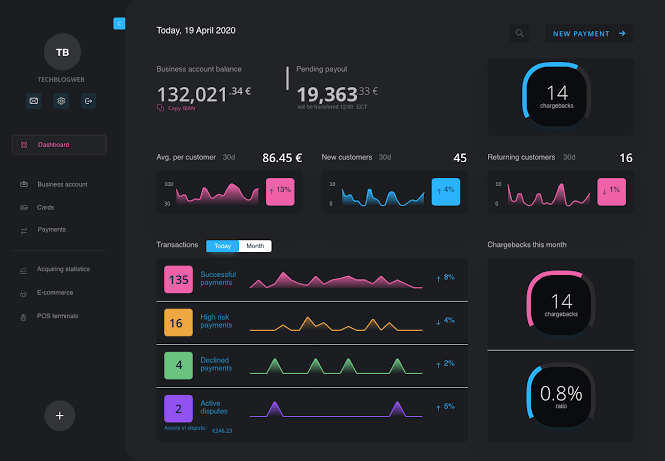 TB
TECHBLOGWEB
Dashboard
Business account
Cards
Payments
Acquiring statistics
E-commerce
POS terminals
+
Today, 19 April 2020
NEW PAYMENT →
Business account balance
132,021.34 €
Copy IBAN
Pending payout
19,363.33 €
will be transferred 12:00 ECT
14
chargebacks
Avg. per customer 30d 86.45 €
100
30
↑ 13%
New customers 30d 45
10
0
↑ 4%
Returning customers 30d 16
10
0
↓ 1%
Transactions Today Month
135 Successful payments ↑ 8%
16 High risk payments ↓ 4%
4 Declined payments ↑ 2%
2 Active disputes ↑ 5%
Assets in dispute: €246.23
Chargebacks this month
14
chargebacks
0.8%
ratio